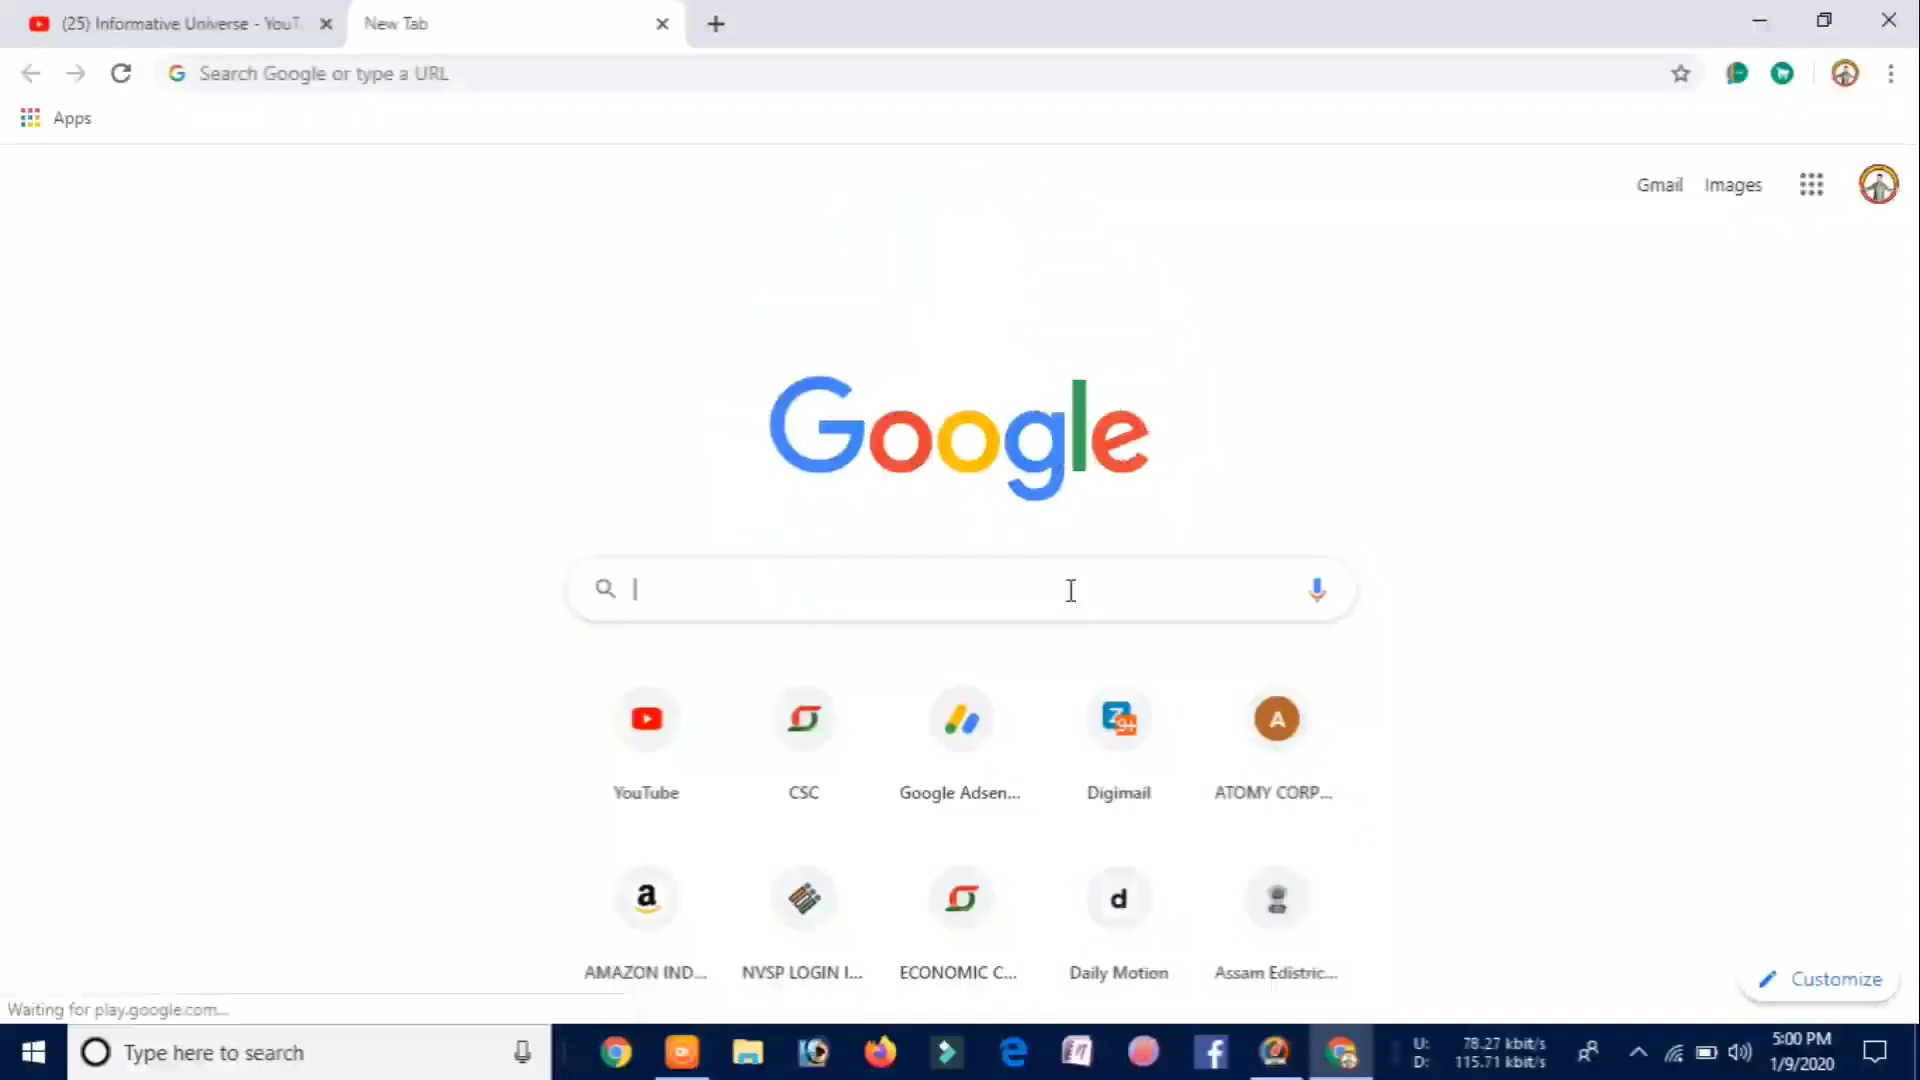 (25) Informative Universe - YouT
New Tab
Search Google or type a URL
Apps
Gmail
Images
Google
YouTube
CSC
Google Adsen...
Digimail
A
ATOMY CORP...
AMAZON IND...
NVSP LOGIN I...
ECONOMIC C...
Daily Motion
Assam Edistric...
Customize
Waiting for play.google.com...
Type here to search
U: 78.27 kbit/s
D: 115.71 kbit/s
5:00 PM
1/9/2020